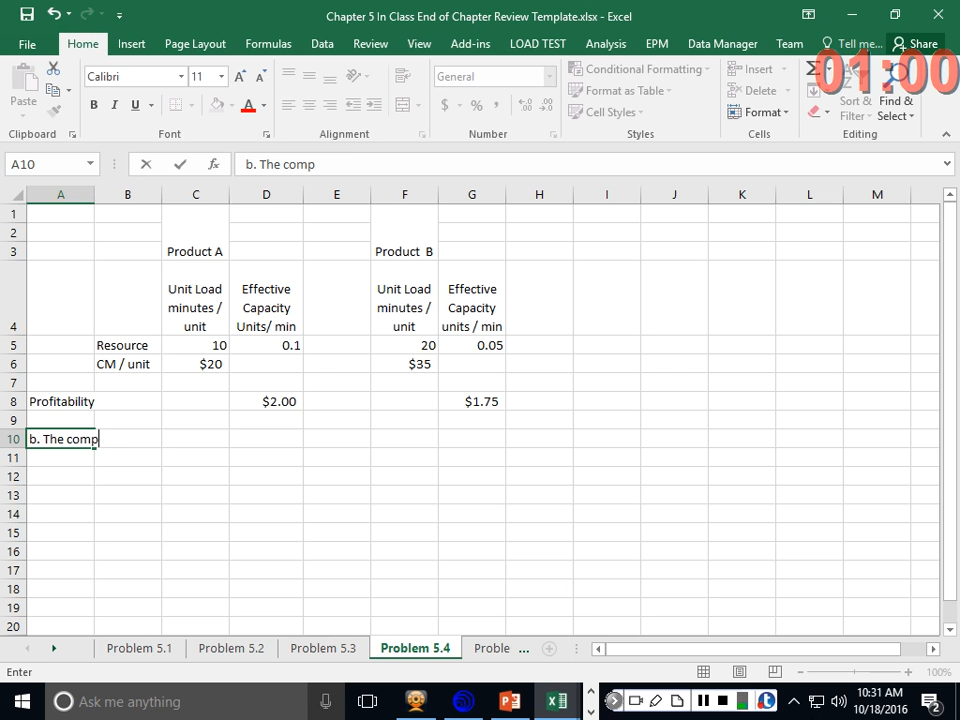 Chapter 5 In Class End of Chapter Review Template.xlsx - Excel
File Home Insert Page Layout Formulas Data Review View Add-ins LOAD TEST Analysis EPM Data Manager Team Tell me... Share
01:00
Paste
Calibri 11
B I U A
General
$ % ,
Conditional Formatting
Format as Table
Cell Styles
Insert
Delete
Format
Sort & Find &
Filter Select
Clipboard Font Alignment Number Styles Cells Editing
A10 fx b. The comp
A B C D E F G H I J K L M
1
2
3 Product A Product B
Unit Load Effective Unit Load Effective
minutes / Capacity minutes / Capacity
4 unit Units/ min unit units / min
5 Resource 10 0.1 20 0.05
6 CM / unit $20 $35
7
8 Profitability $2.00 $1.75
9
10 b. The comp
11
12
13
14
15
16
17
18
19
20
Problem 5.1 Problem 5.2 Problem 5.3 Problem 5.4 Proble ...
Enter 100%
Ask me anything
10:31 AM
10/18/2016
2